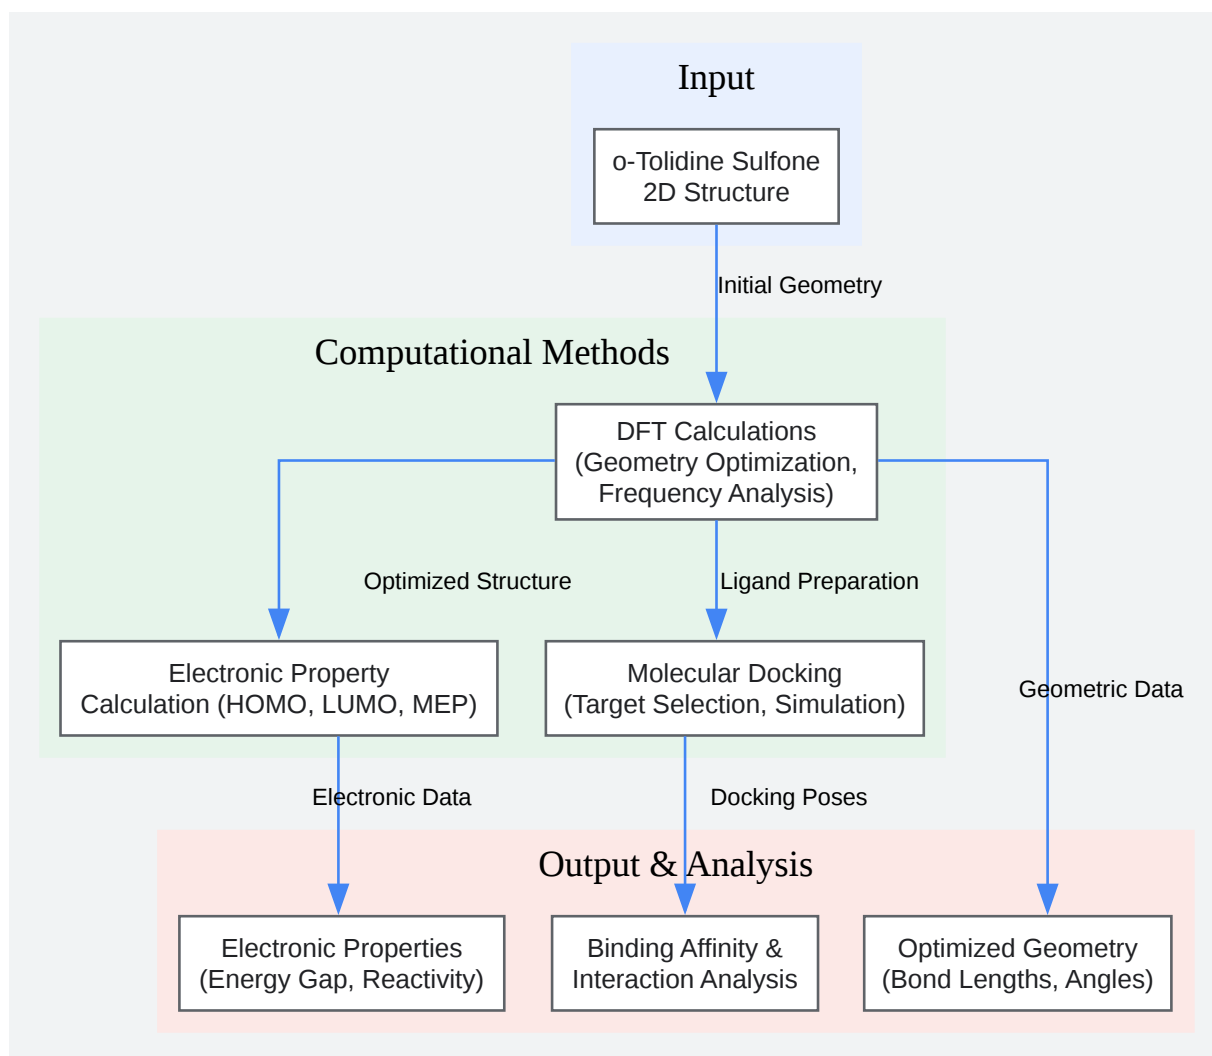 Input
o-Tolidine Sulfone
2D Structure
Initial Geometry
Computational Methods
DFT Calculations
(Geometry Optimization,
Frequency Analysis)
Optimized Structure
Ligand Preparation
Electronic Property
Calculation (HOMO, LUMO, MEP)
Molecular Docking
(Target Selection, Simulation)
Geometric Data
Electronic Data
Docking Poses
Output & Analysis
Electronic Properties
(Energy Gap, Reactivity)
Binding Affinity &
Interaction Analysis
Optimized Geometry
(Bond Lengths, Angles)